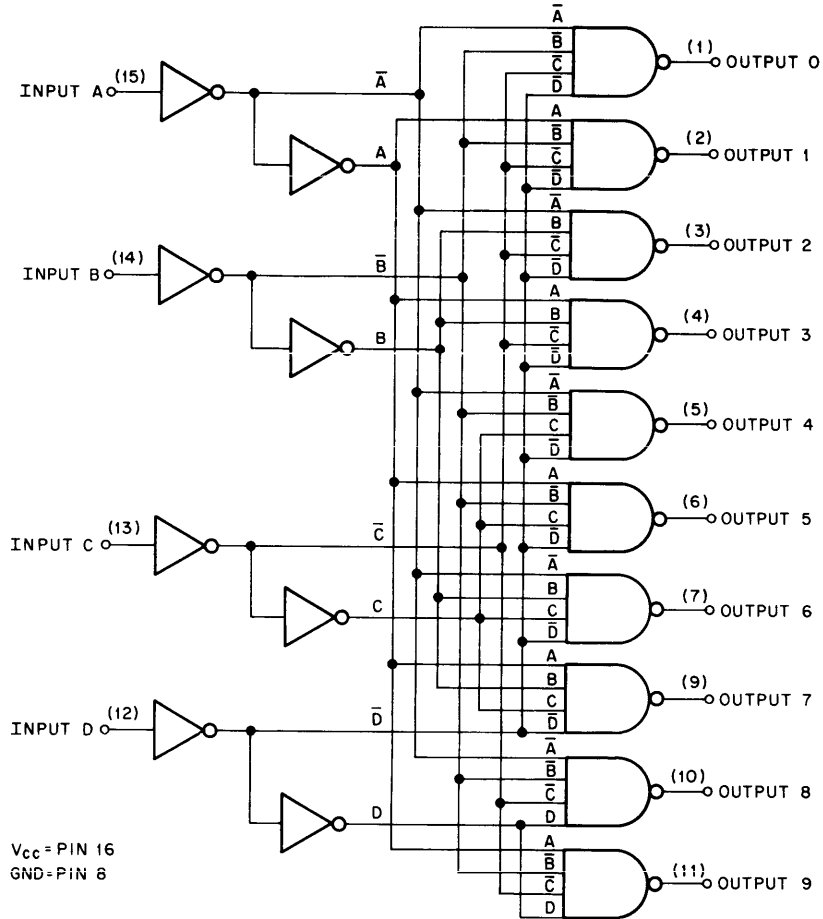 A̅
B̅
C̅
D̅
(1)
OUTPUT 0
INPUT A
(15)
A̅
A
A
B̅
C̅
D̅
(2)
OUTPUT 1
A̅
B
C̅
D̅
(3)
OUTPUT 2
INPUT B
(14)
B̅
B
A
B
C̅
D̅
(4)
OUTPUT 3
A̅
B̅
C
D̅
(5)
OUTPUT 4
A
B̅
C
D̅
(6)
OUTPUT 5
INPUT C
(13)
C̅
C
A̅
B
C
D̅
(7)
OUTPUT 6
A
B
C
D̅
(9)
OUTPUT 7
INPUT D
(12)
D̅
D
A̅
B̅
C̅
D
(10)
OUTPUT 8
A
B̅
C̅
D
(11)
OUTPUT 9
VCC = PIN 16
GND = PIN 8